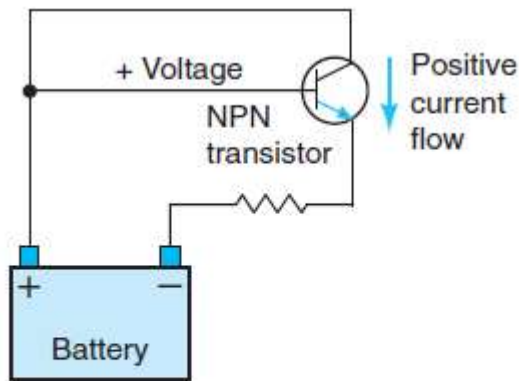 + Voltage
NPN
transistor
Positive
current
flow
+ −
Battery